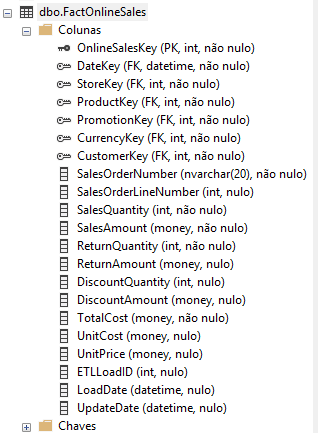 dbo.FactOnlineSales
Colunas
OnlineSalesKey (PK, int, não nulo)
DateKey (FK, datetime, não nulo)
StoreKey (FK, int, não nulo)
ProductKey (FK, int, não nulo)
PromotionKey (FK, int, não nulo)
CurrencyKey (FK, int, não nulo)
CustomerKey (FK, int, não nulo)
SalesOrderNumber (nvarchar(20), não nulo)
SalesOrderLineNumber (int, nulo)
SalesQuantity (int, não nulo)
SalesAmount (money, não nulo)
ReturnQuantity (int, não nulo)
ReturnAmount (money, nulo)
DiscountQuantity (int, nulo)
DiscountAmount (money, nulo)
TotalCost (money, não nulo)
UnitCost (money, nulo)
UnitPrice (money, nulo)
ETLLoadID (int, nulo)
LoadDate (datetime, nulo)
UpdateDate (datetime, nulo)
Chaves